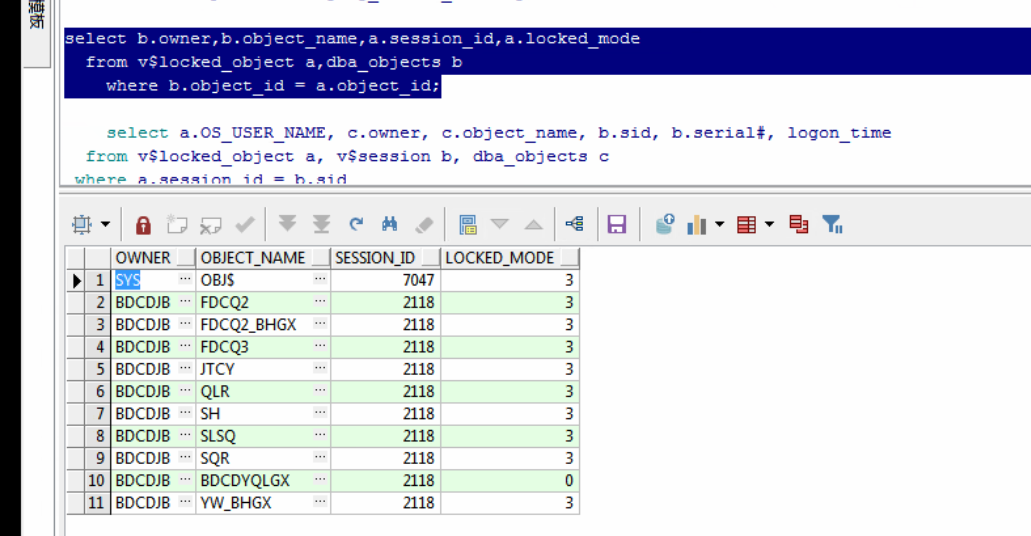 模板
select b.owner,b.object_name,a.session_id,a.locked_mode
from v$locked_object a,dba_objects b
where b.object_id = a.object_id;
select a.OS_USER_NAME, c.owner, c.object_name, b.sid, b.serial#, logon_time
from v$locked_object a, v$session b, dba_objects c
where a.session_id = b.sid
OWNER OBJECT_NAME SESSION_ID LOCKED_MODE
1 SYS ... OBJ$ ... 7047 3
2 BDCDJB ... FDCQ2 ... 2118 3
3 BDCDJB ... FDCQ2_BHGX ... 2118 3
4 BDCDJB ... FDCQ3 ... 2118 3
5 BDCDJB ... JTCY ... 2118 3
6 BDCDJB ... QLR ... 2118 3
7 BDCDJB ... SH ... 2118 3
8 BDCDJB ... SLSQ ... 2118 3
9 BDCDJB ... SQR ... 2118 3
10 BDCDJB ... BDCDYQLGX ... 2118 0
11 BDCDJB ... YW_BHGX ... 2118 3